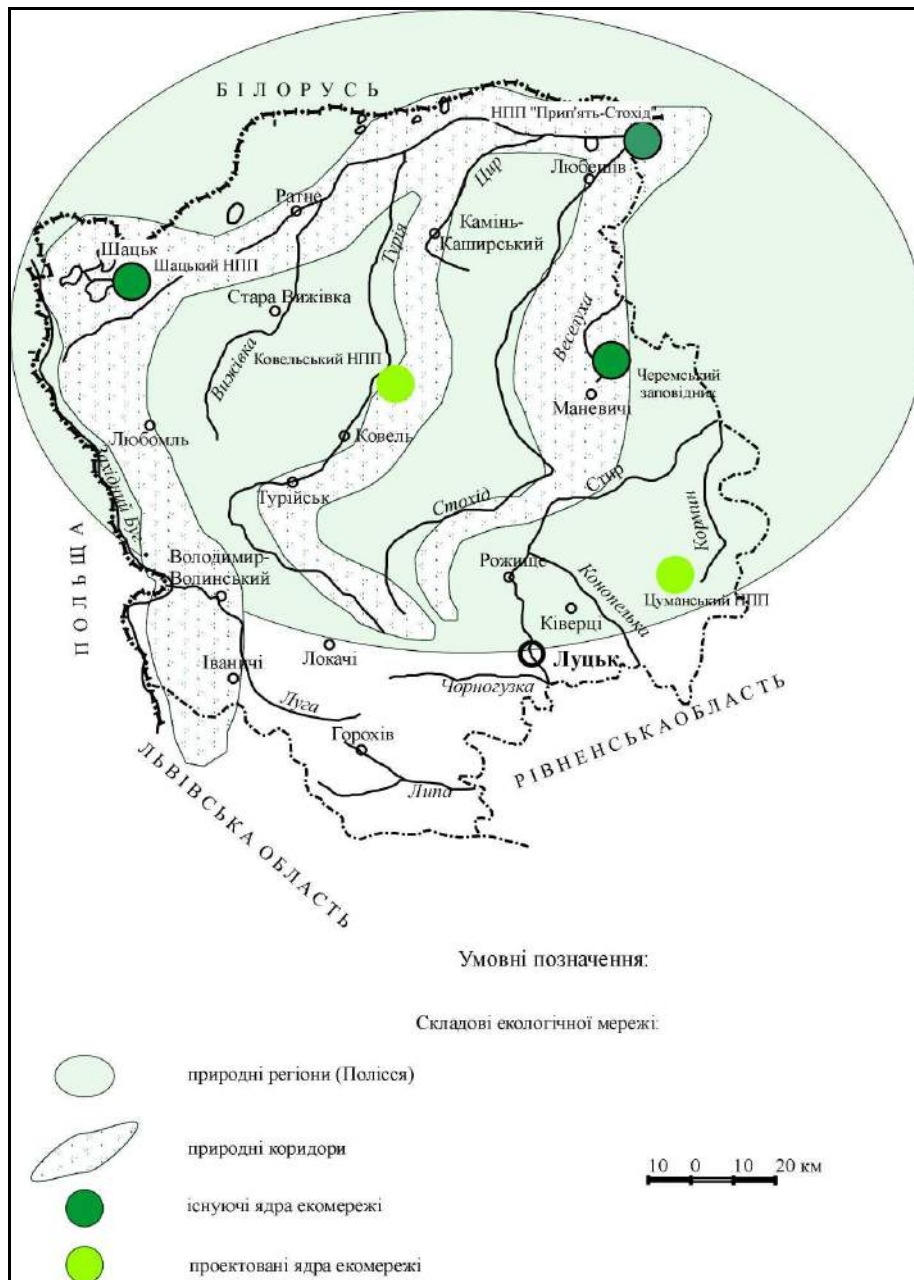 БІЛОРУСЬ
НПП "Прип'ять-Стохід"
Любешів
Цир
Ратне
Турія
Камінь-
Каширський
Шацьк
Шацький НПП
Стара Вижівка
Веселуха
Ковельський НПП
Вижівка
Черемський
заповідник
Маневичі
Любомль
Ковель
Західний Буг
Турійськ
Стохід
Стир
Кормин
ПОЛЬЩА
Володимир-
Волинський
Рожище
Конопелька
Цуманський НПП
Ківерці
Іваничі
Локачі
Луцьк
Чорногузка
Луга
Горохів
Липа
РІВНЕНСЬКА ОБЛАСТЬ
ЛЬВІВСЬКА ОБЛАСТЬ
Умовні позначення:
Складові екологічної мережі:
природні регіони (Полісся)
природні коридори
10 0 10 20 км
існуючі ядра екомережі
проектовані ядра екомережі